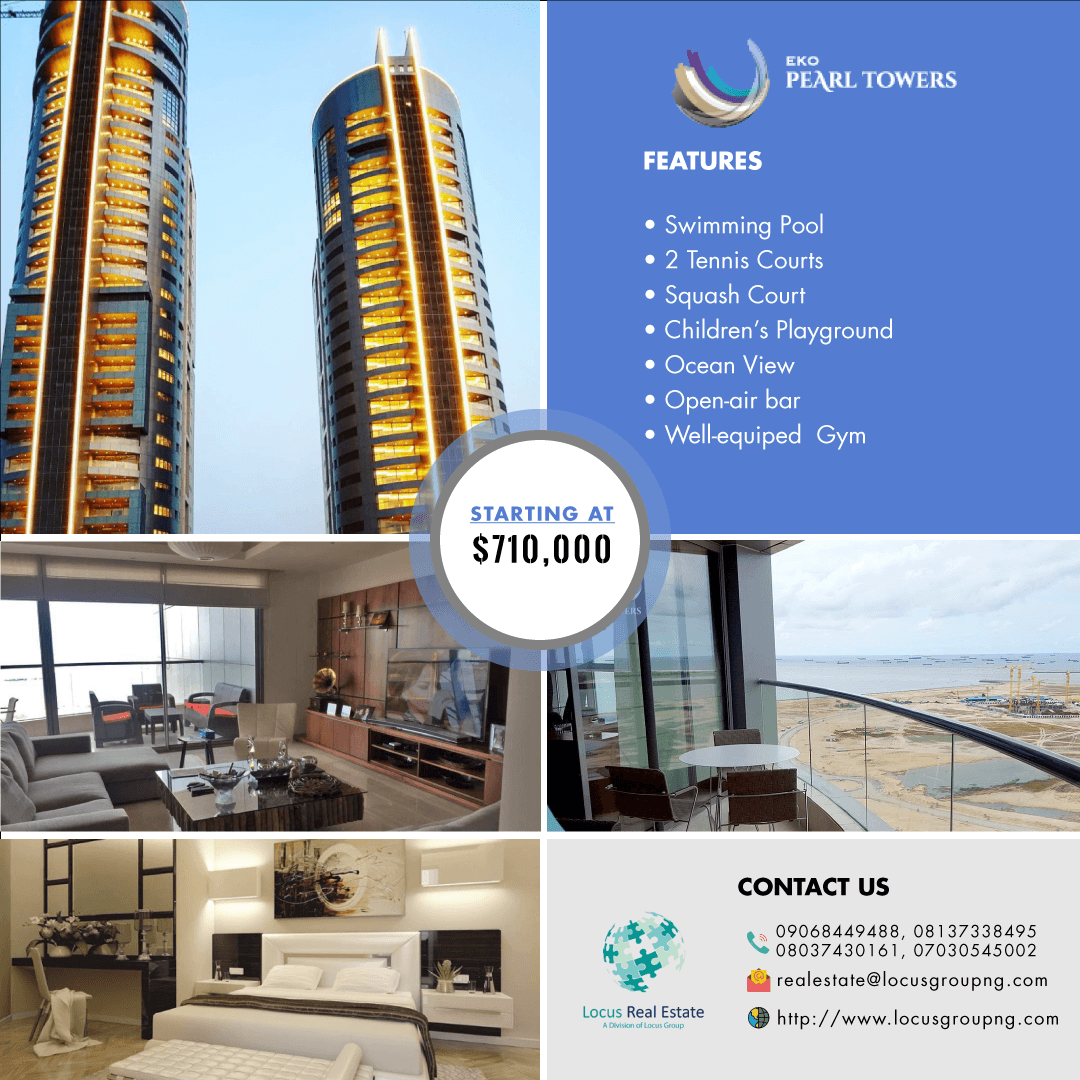 EKO
PEARL TOWERS
FEATURES
• Swimming Pool
• 2 Tennis Courts
• Squash Court
• Children’s Playground
• Ocean View
• Open-air bar
• Well-equiped  Gym
STARTING AT
$710,000
ERS
CONTACT US
09068449488, 08137338495
08037430161, 07030545002
realestate@locusgroupng.com
http://www.locusgroupng.com
Locus Real Estate
A Division of Locus Group